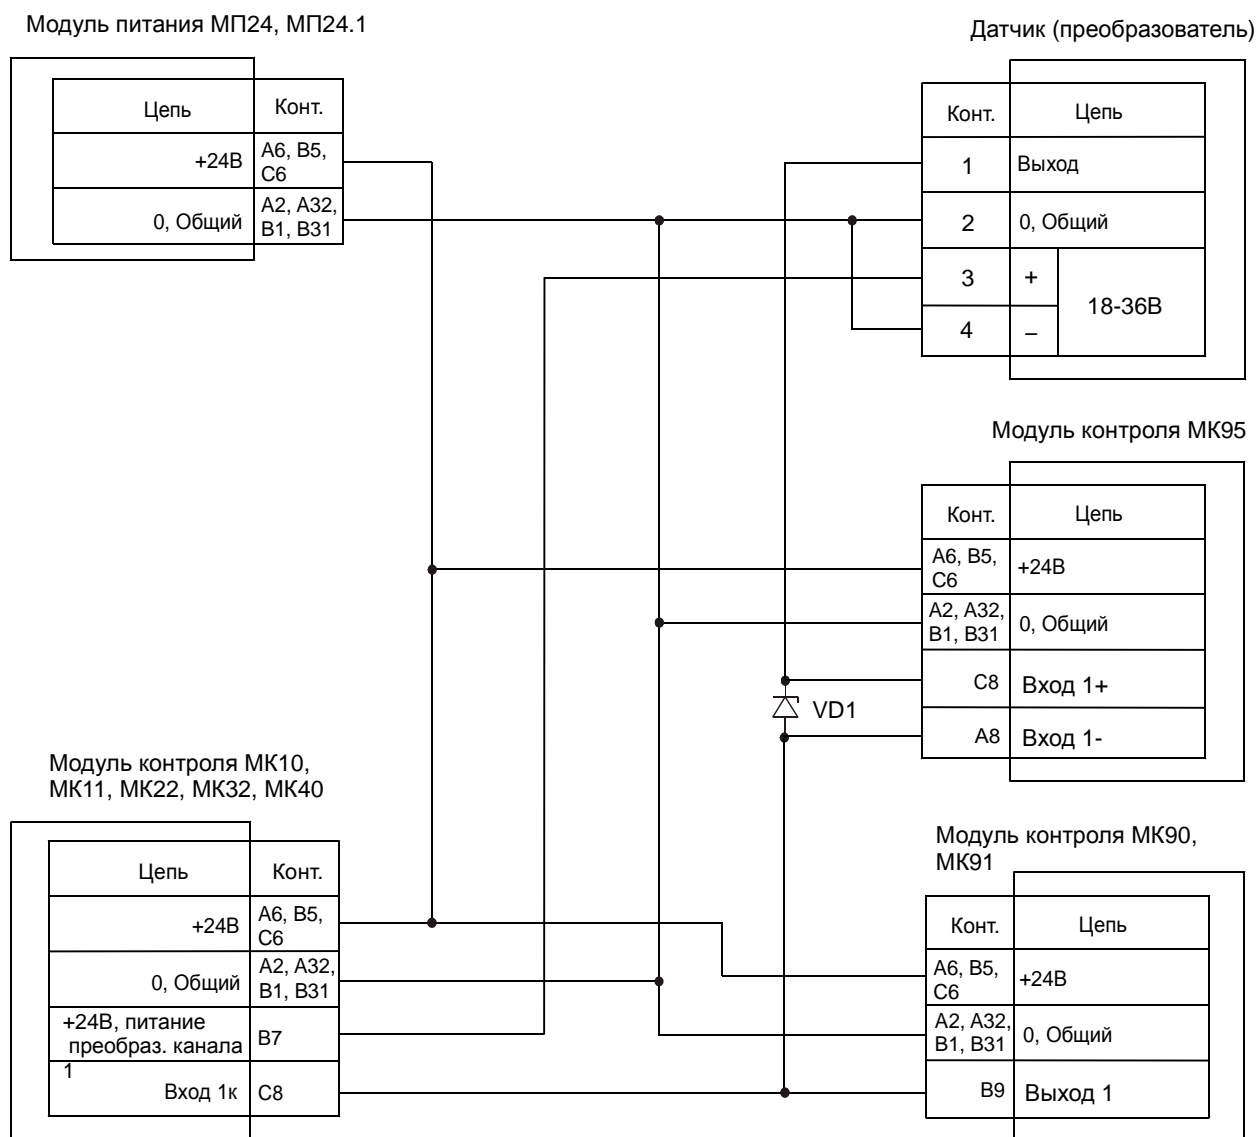 Модуль питания МП24, МП24.1
Цепь
Конт.
+24В
А6, В5,
С6
0, Общий
А2, А32,
В1, В31
Датчик (преобразователь)
Конт.
Цепь
1
Выход
2
0, Общий
3
+
18-36В
4
–
Модуль контроля МК95
Конт.
Цепь
А6, В5,
С6
+24В
А2, А32,
В1, В31
0, Общий
С8
Вход 1+
VD1
А8
Вход 1-
Модуль контроля МК10,
МК11, МК22, МК32, МК40
Цепь
Конт.
+24В
А6, В5,
С6
0, Общий
А2, А32,
В1, В31
+24В, питание
преобраз. канала
1
В7
Вход 1к
С8
Модуль контроля МК90,
МК91
Конт.
Цепь
А6, В5,
С6
+24В
А2, А32,
В1, В31
0, Общий
В9
Выход 1